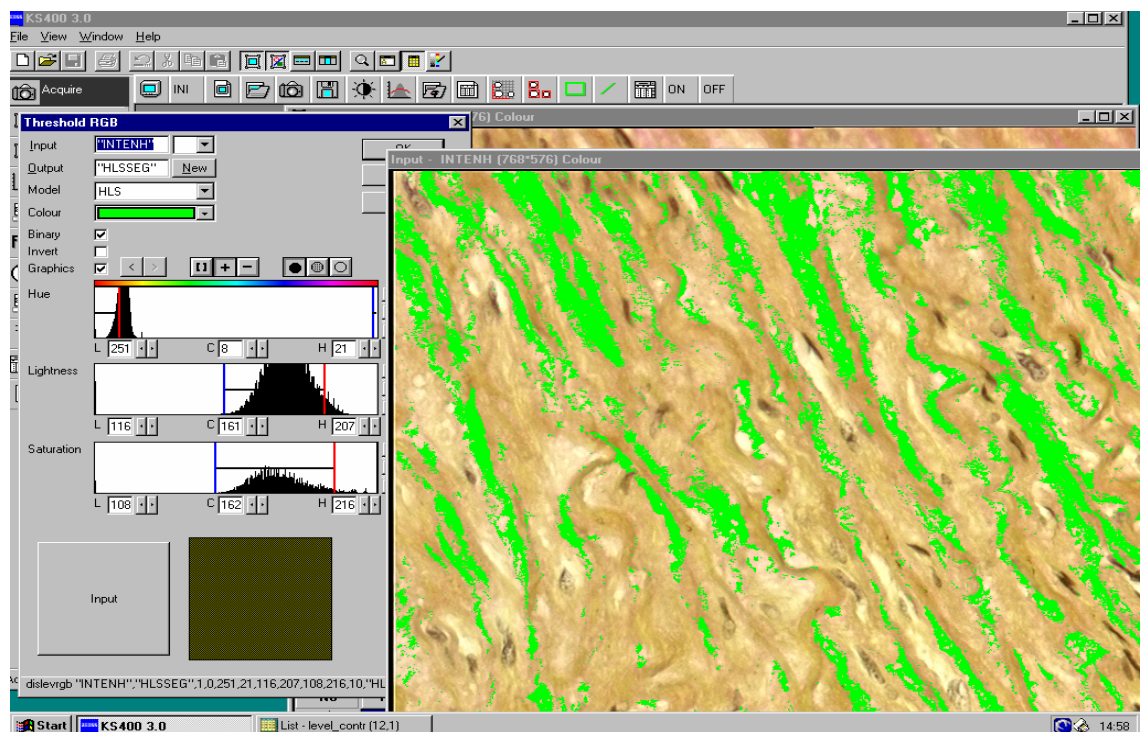 KS400 3.0
File View Window Help
Acquire
INI
ON OFF
76) Colour
Threshold RGB
Input "INTENH"
Output "HLSSEG" New
Model HLS
Colour
Binary
Invert
Graphics
Hue
L 251 C 8 H 21
Lightness
L 116 C 161 H 207
Saturation
L 108 C 162 H 216
Input
dislevrgb "INTENH","HLSSEG",1,0,251,21,116,207,108,216,10,"HL
Input - INTENH (768*576) Colour
Start KS400 3.0 List - level_contr (12,1) 14:58